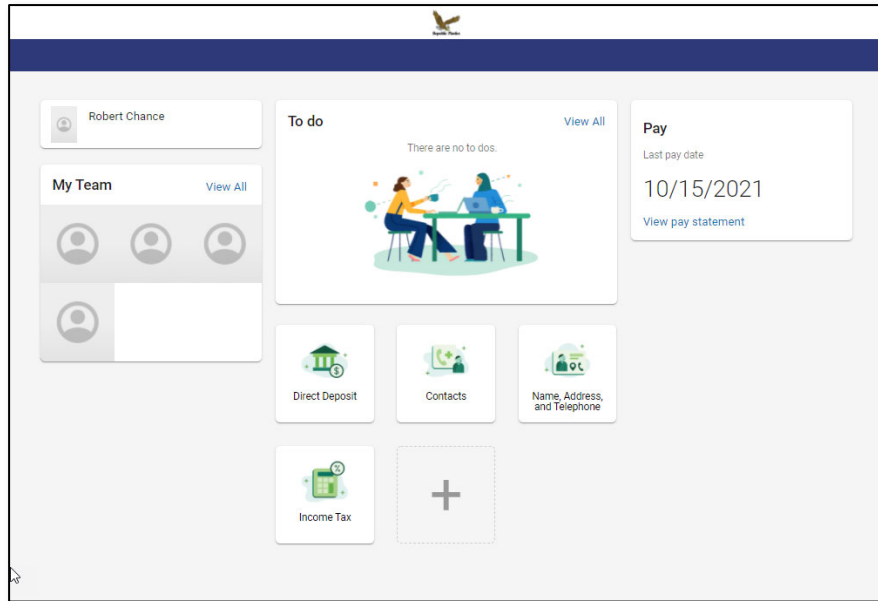 Robert Chance
My Team
View All
To do
View All
There are no to dos.
Direct Deposit
Contacts
Name, Address,
and Telephone
Income Tax
Pay
Last pay date
10/15/2021
View pay statement